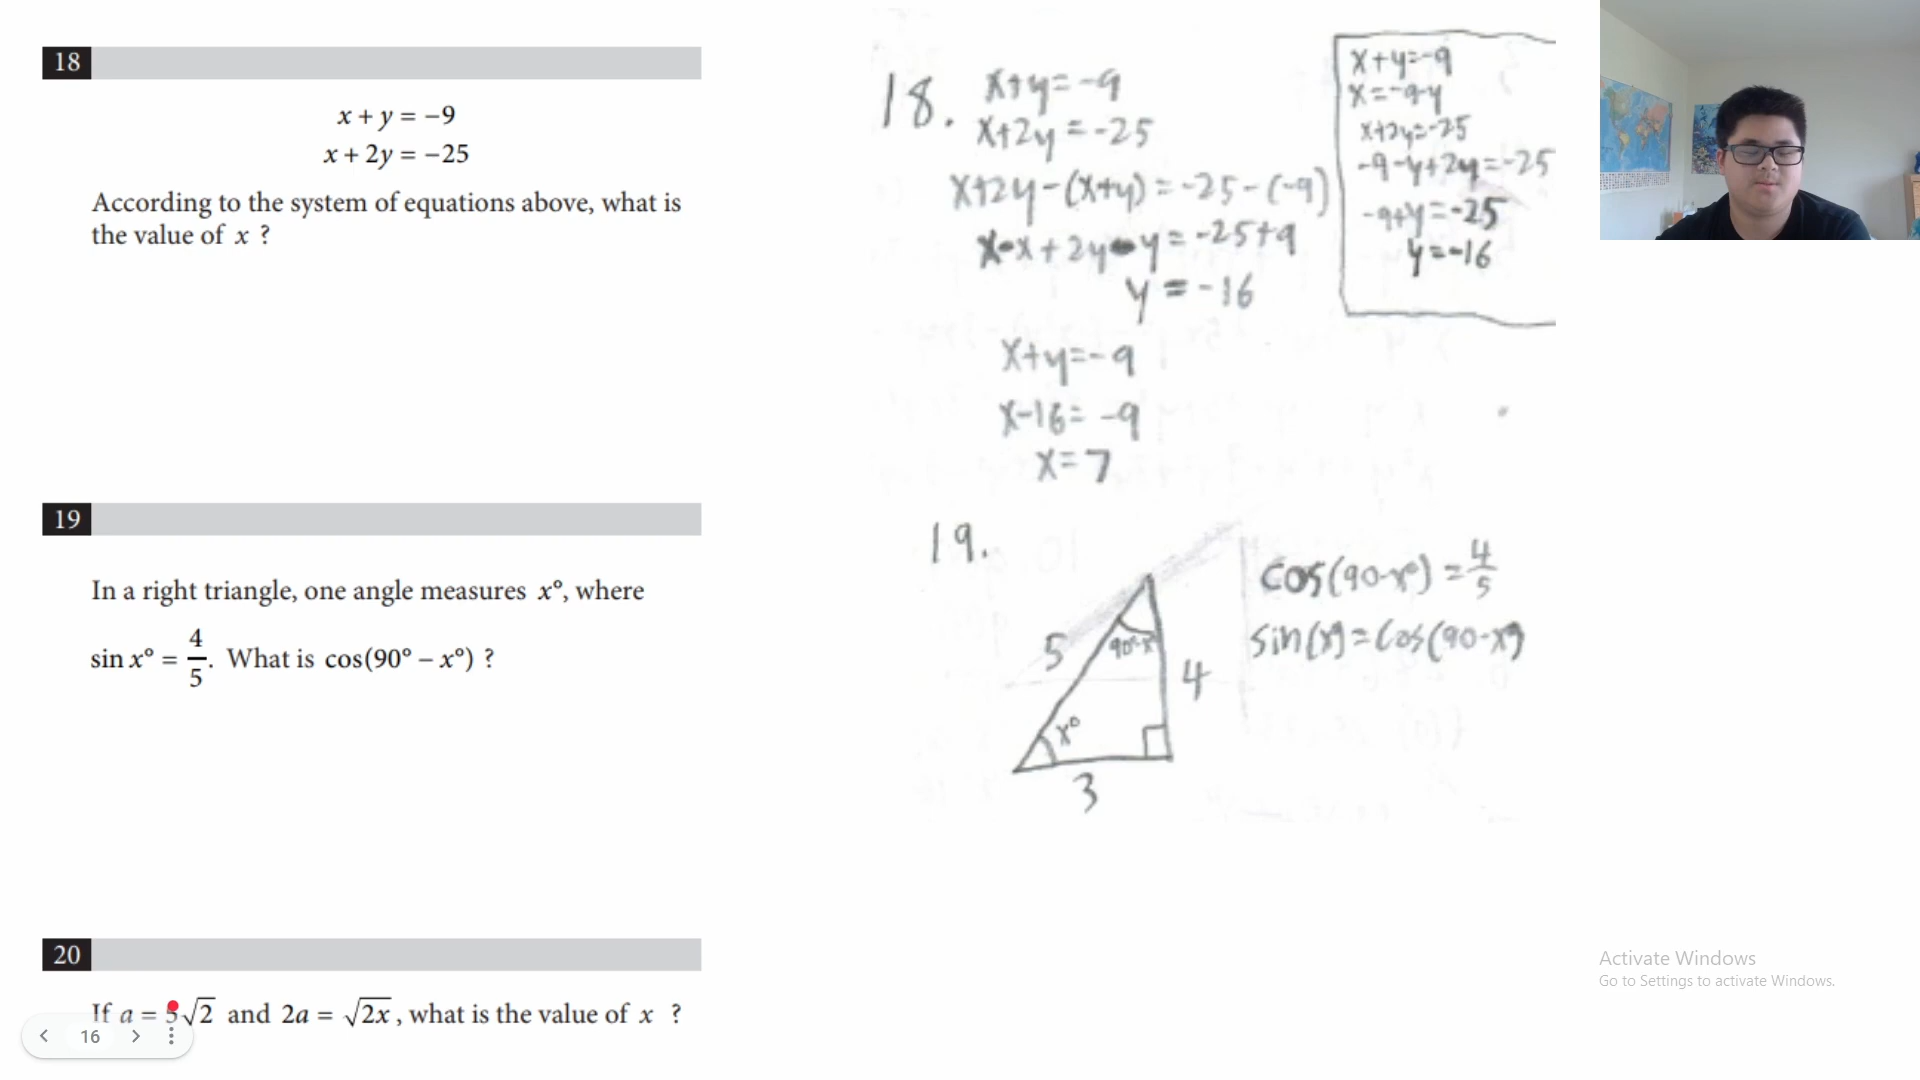 18
x + y = −9
x + 2y = −25
According to the system of equations above, what is
the value of x ?
19
In a right triangle, one angle measures x°, where
sin x° = 4/5. What is cos(90° − x°) ?
20
If a = 5√2 and 2a = √2x, what is the value of x ?
16
18.
x+y=-9
x+2y=-25
x+2y-(x+y)=-25-(-9)
x-x+2y-y=-25+9
y=-16
x+y=-9
x-16=-9
x=7
x+y=-9
x=-9-y
x+2y=-25
-9-y+2y=-25
-9+y=-25
y=-16
19.
5
90-x
4
x°
3
cos(90-x°)=4/5
sin(x)=cos(90-x)
Activate Windows
Go to Settings to activate Windows.